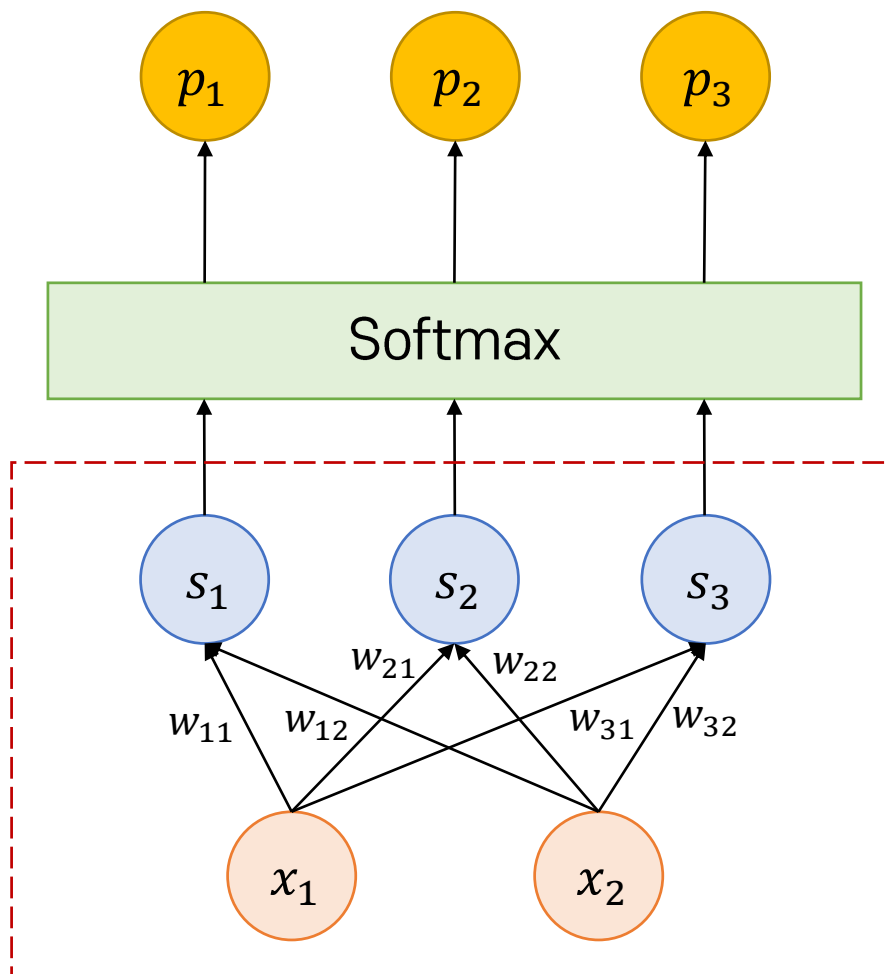 p₁ p₂ p₃
Softmax
s₁ s₂ s₃
w₂₁ w₂₂
w₁₁ w₁₂ w₃₁ w₃₂
x₁ x₂